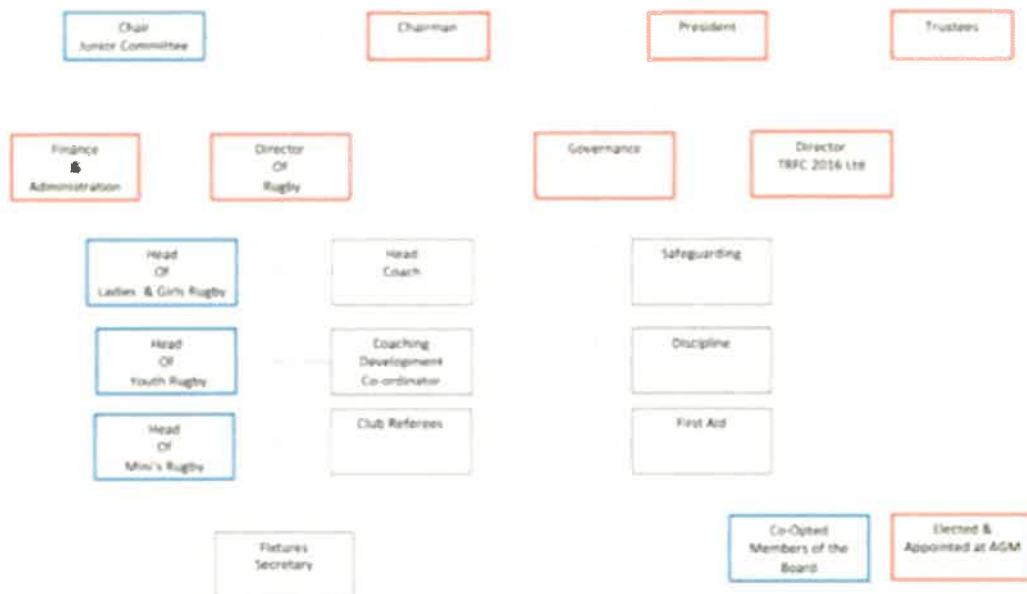 Chair
Junior Committee
Chairman
President
Trustees
Finance
&
Administration
Director
Of
Rugby
Governance
Director
TRFC 2016 Ltd
Head
Of
Ladies & Girls Rugby
Head
Coach
Safeguarding
Head
Of
Youth Rugby
Coaching
Development
Co-ordinator
Discipline
Head
Of
Mini's Rugby
Club Referees
First Aid
Fixtures
Secretary
Co-Opted
Members of the
Board
Elected &
Appointed at AGM